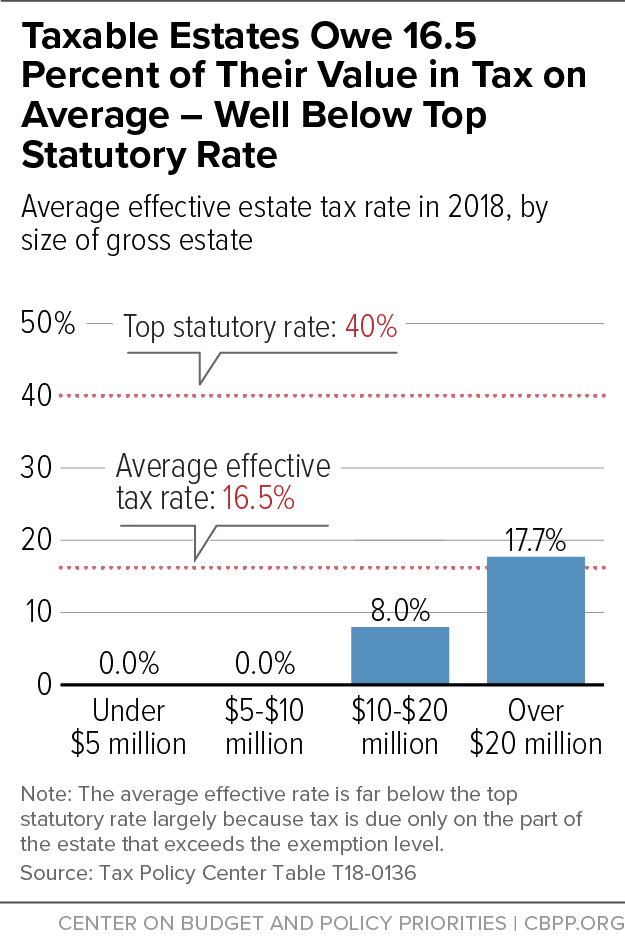 Taxable Estates Owe 16.5
Percent of Their Value in Tax on
Average – Well Below Top
Statutory Rate
Average effective estate tax rate in 2018, by
size of gross estate
50%
Top statutory rate: 40%
40
30
Average effective
tax rate: 16.5%
20
17.7%
10
8.0%
0.0%
0.0%
0
Under
$5 million
$5-$10
million
$10-$20
million
Over
$20 million
Note: The average effective rate is far below the top
statutory rate largely because tax is due only on the part of
the estate that exceeds the exemption level.
Source: Tax Policy Center Table T18-0136
CENTER ON BUDGET AND POLICY PRIORITIES | CBPP.ORG